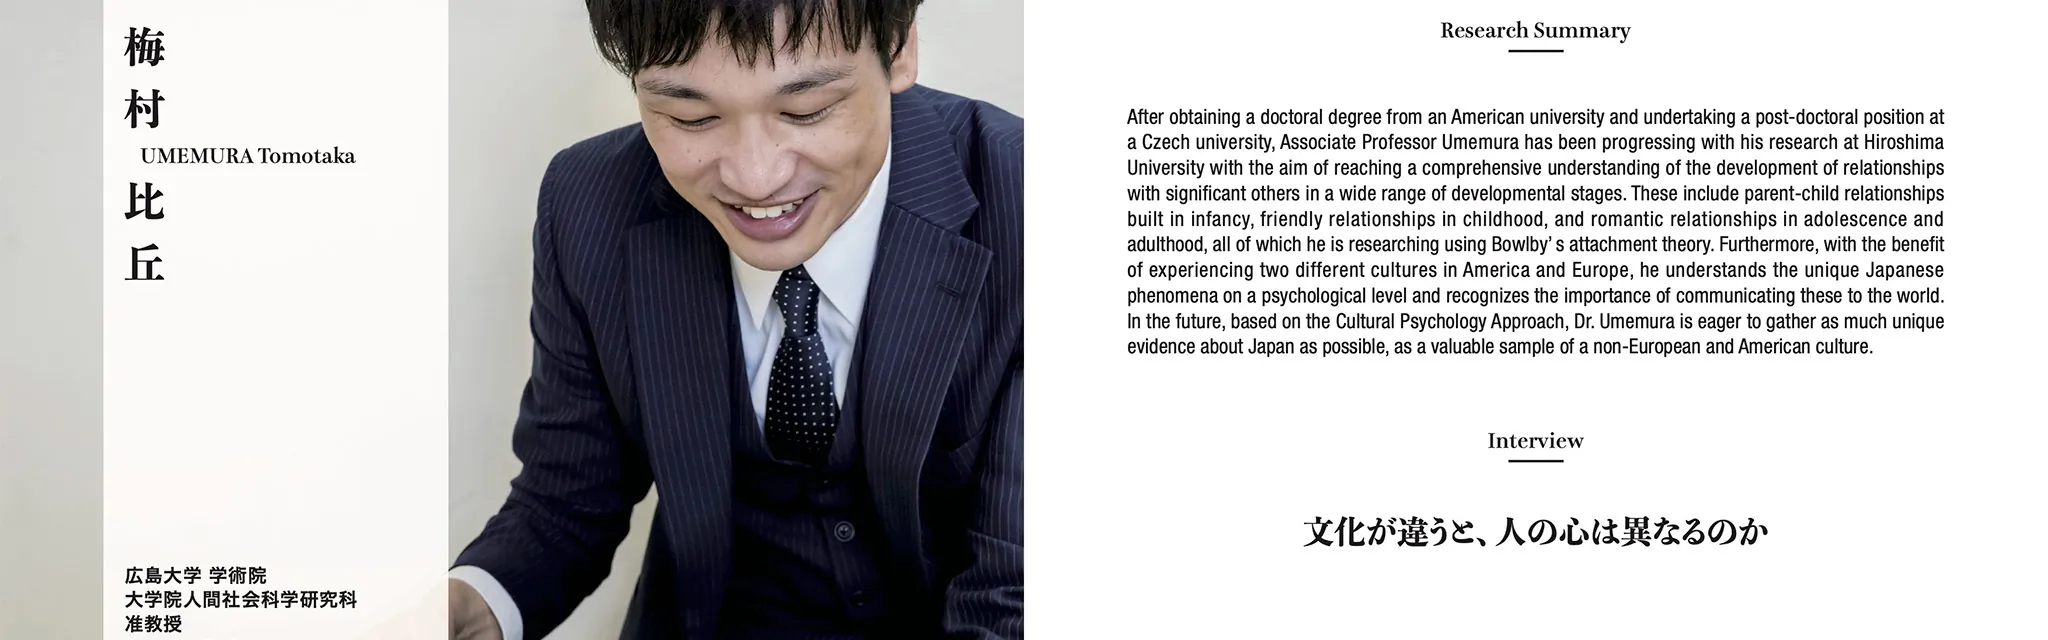 梅村比丘
UMEMURA Tomotaka
広島大学 学術院
大学院人間社会科学研究科
准教授
Research Summary
After obtaining a doctoral degree from an American university and undertaking a post-doctoral position at
a Czech university, Associate Professor Umemura has been progressing with his research at Hiroshima
University with the aim of reaching a comprehensive understanding of the development of relationships
with significant others in a wide range of developmental stages. These include parent-child relationships
built in infancy, friendly relationships in childhood, and romantic relationships in adolescence and
adulthood, all of which he is researching using Bowlby’ s attachment theory. Furthermore, with the benefit
of experiencing two different cultures in America and Europe, he understands the unique Japanese
phenomena on a psychological level and recognizes the importance of communicating these to the world.
In the future, based on the Cultural Psychology Approach, Dr. Umemura is eager to gather as much unique
evidence about Japan as possible, as a valuable sample of a non-European and American culture.
Interview
文化が違うと、人の心は異なるのか